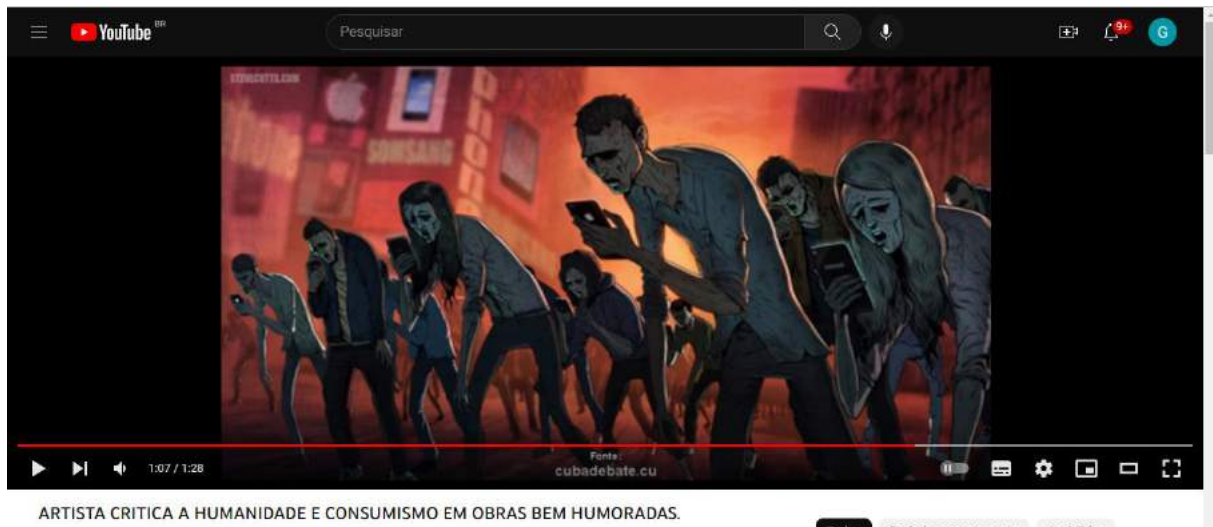 YouTube BR
Pesquisar
9+
G
STEVECUTTS.COM
SOMSANG
1:07 / 1:28
Fonte:
cubadebate.cu
ARTISTA CRITICA A HUMANIDADE E CONSUMISMO EM OBRAS BEM HUMORADAS.